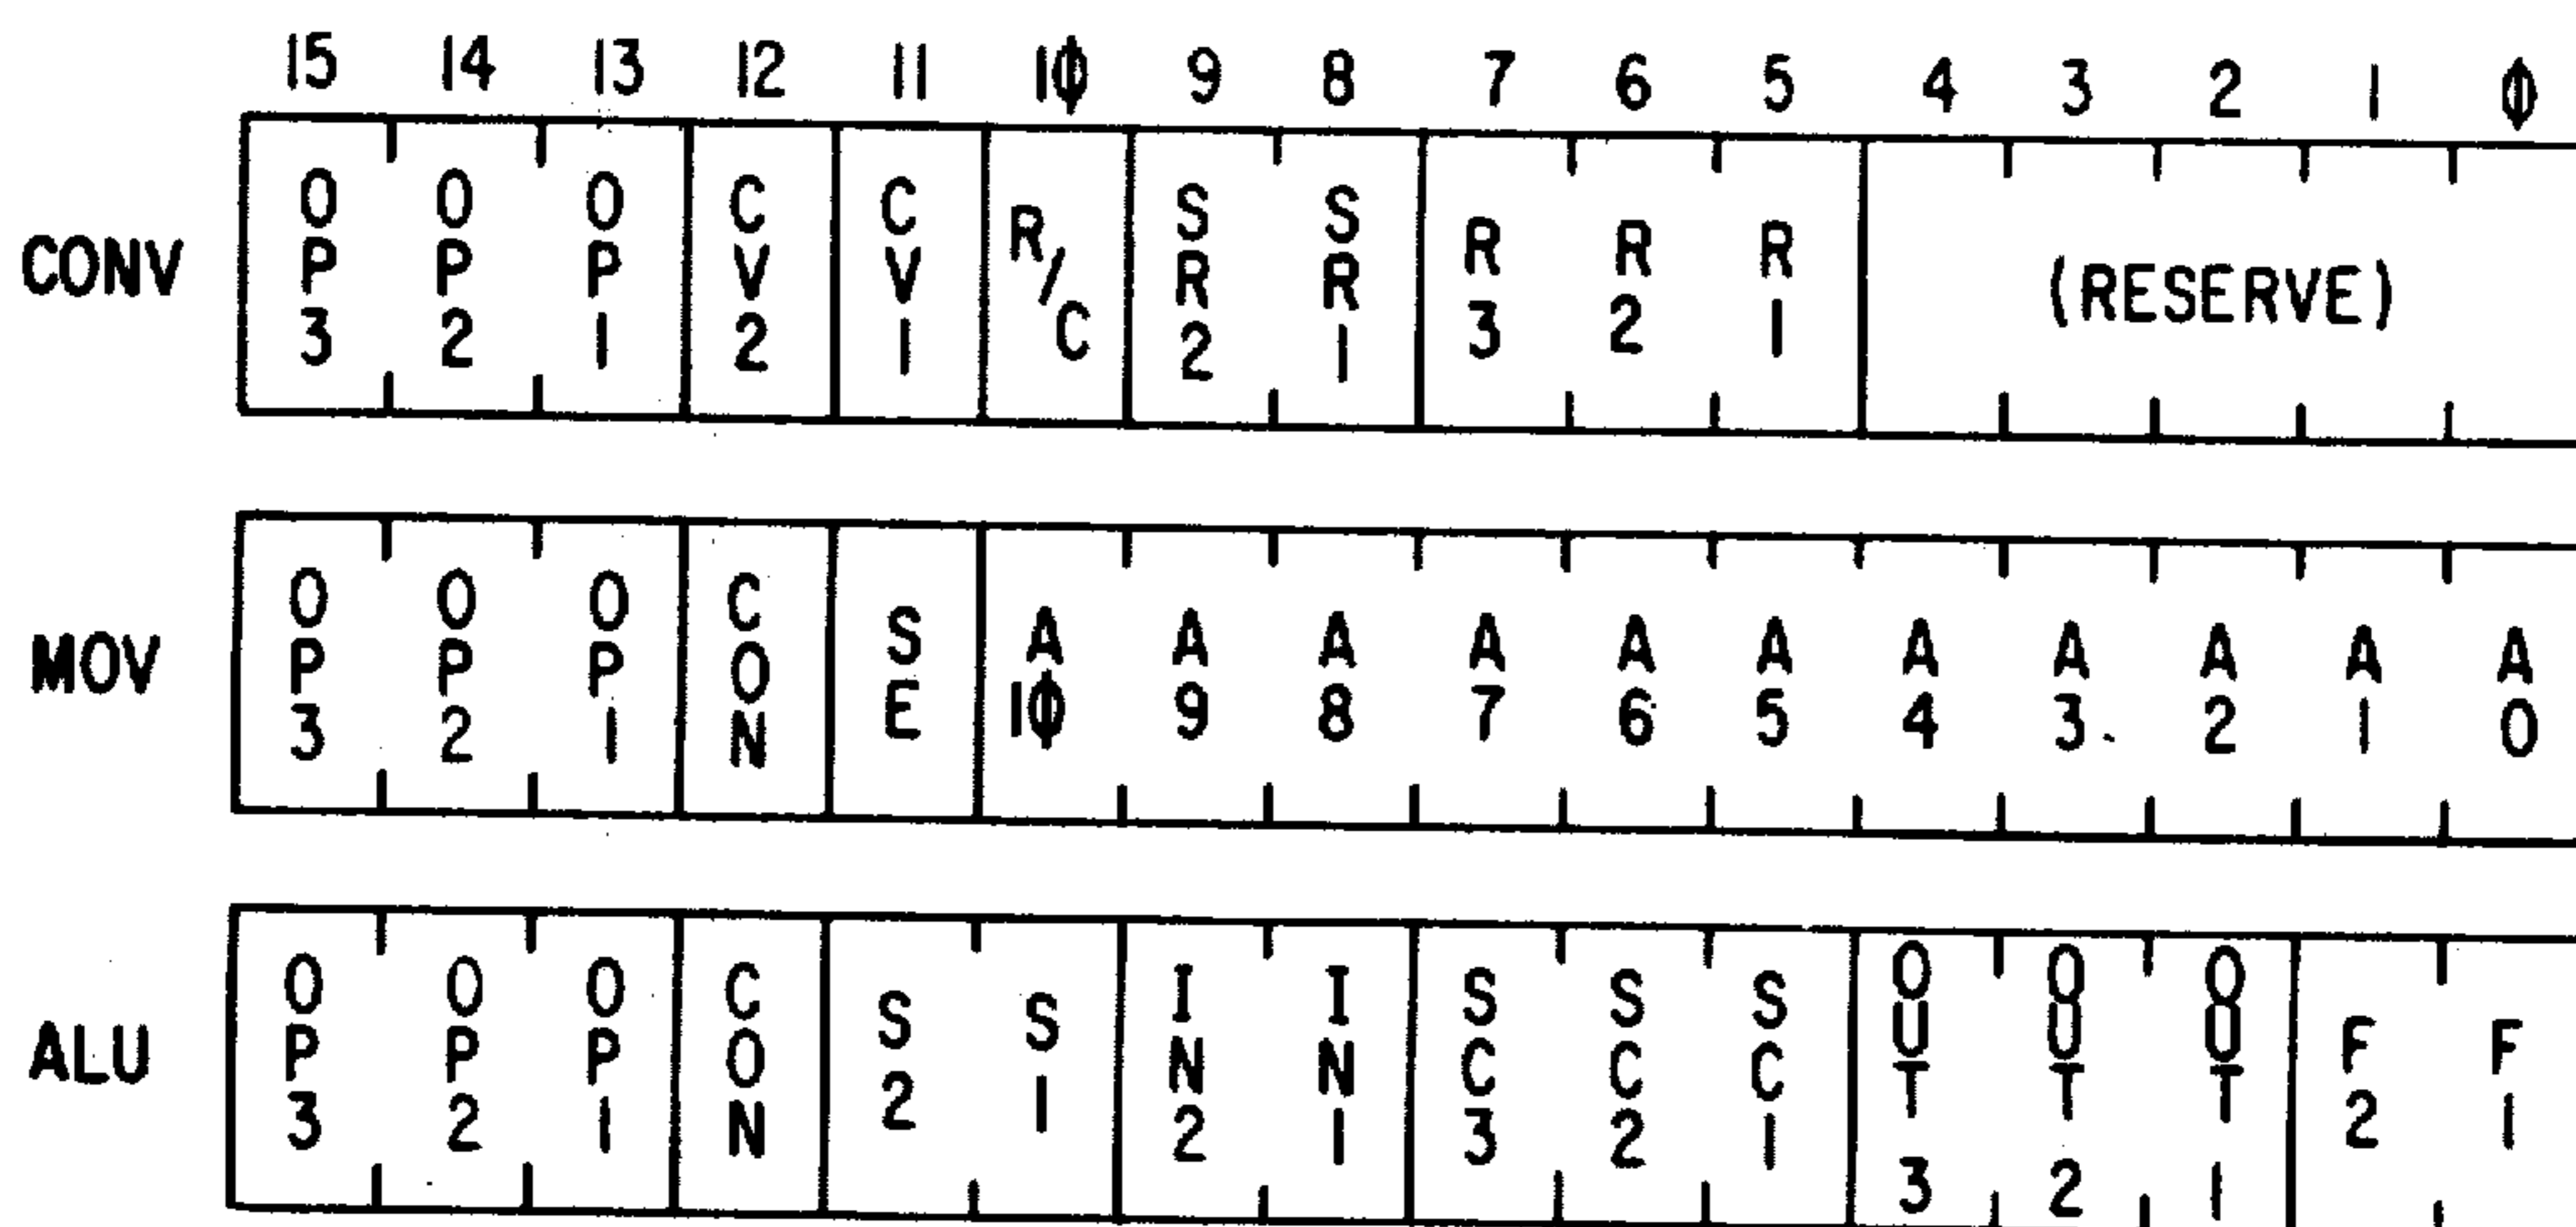 15 14 13 12 11 1ϕ 9 8 7 6 5 4 3 2 1 ϕ
CONV OP3 OP2 OP1 CV2 CV1 R/C SR2 SR1 R3 R2 R1 (RESERVE)
MOV OP3 OP2 OP1 CON SE A1ϕ A9 A8 A7 A6 A5 A4 A3 A2 A1 A0
ALU OP3 OP2 OP1 CON S2 S1 IN2 IN1 SC3 SC2 SC1 OUT3 OUT2 OUT1 F2 F1